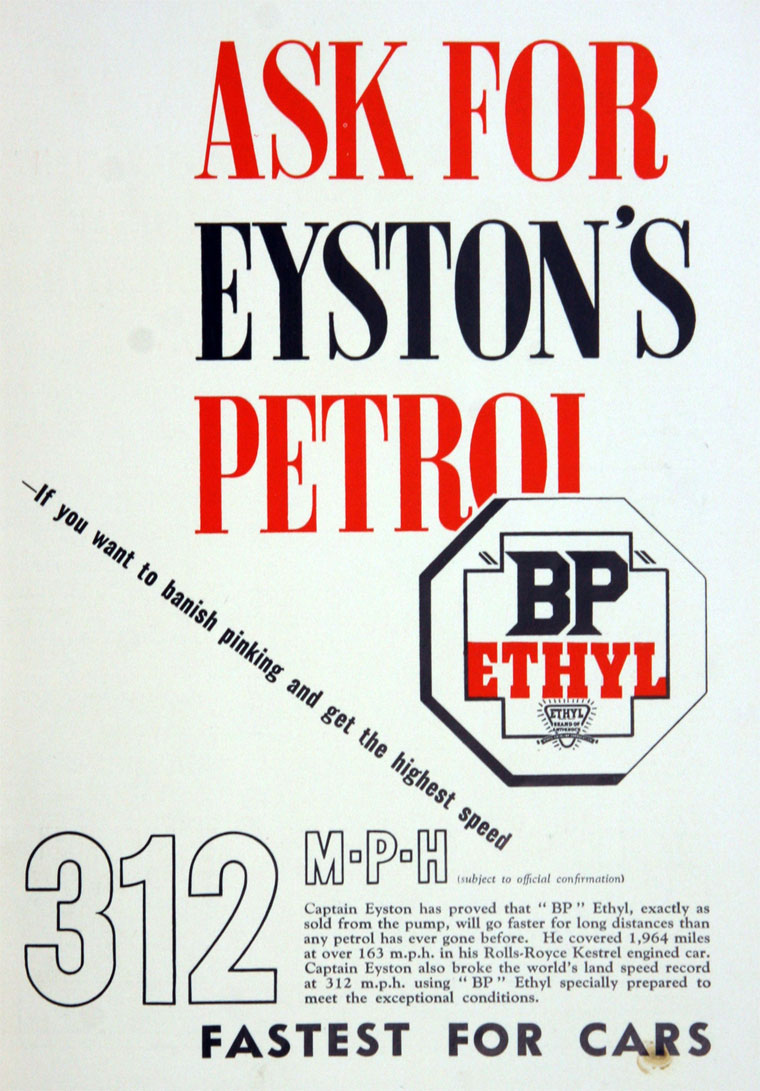 ASK FOR
EYSTON'S
PETROL
—If you want to banish pinking and get the highest speed
"BP"
ETHYL
ETHYL
BRAND OF
312
M·P·H
(subject to official confirmation)
Captain Eyston has proved that "BP" Ethyl, exactly as
sold from the pump, will go faster for long distances than
any petrol has ever gone before. He covered 1,964 miles
at over 163 m.p.h. in his Rolls-Royce Kestrel engined car.
Captain Eyston also broke the world's land speed record
at 312 m.p.h. using "BP" Ethyl specially prepared to
meet the exceptional conditions.
FASTEST FOR CARS